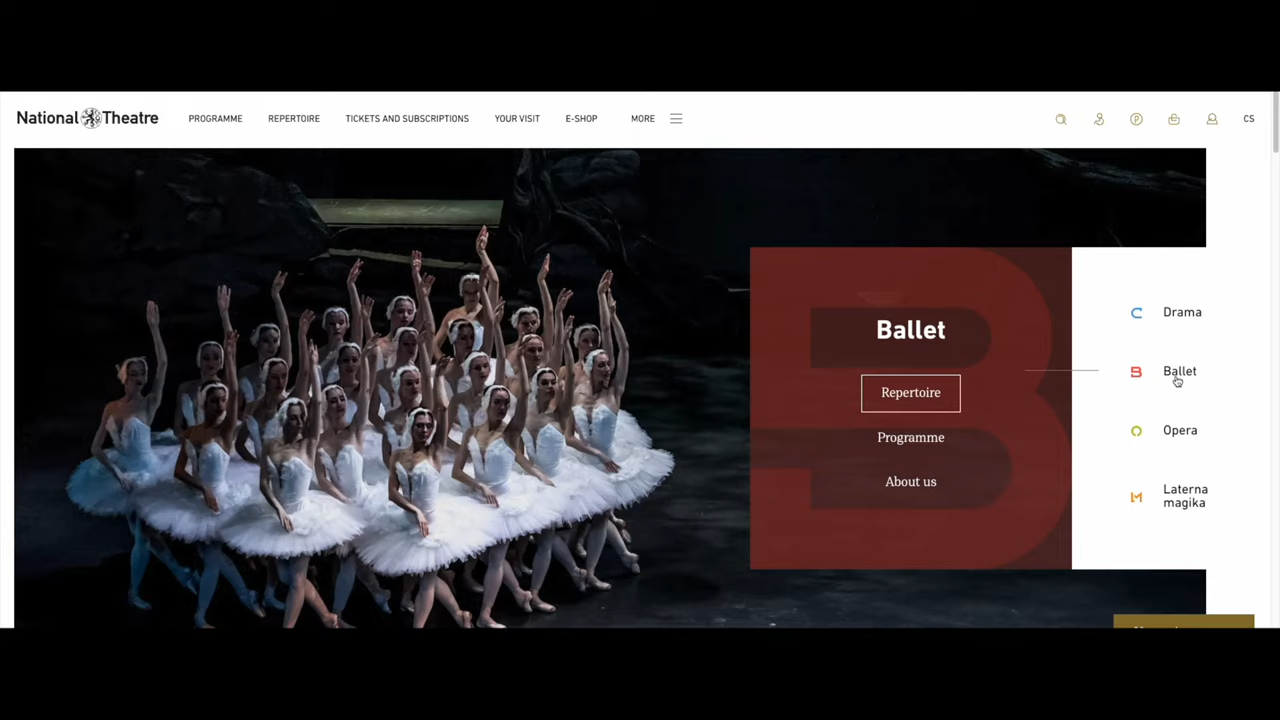 National Theatre
PROGRAMME
REPERTOIRE
TICKETS AND SUBSCRIPTIONS
YOUR VISIT
E-SHOP
MORE
CS
Ballet
Repertoire
Programme
About us
Drama
Ballet
Opera
Laterna
magika